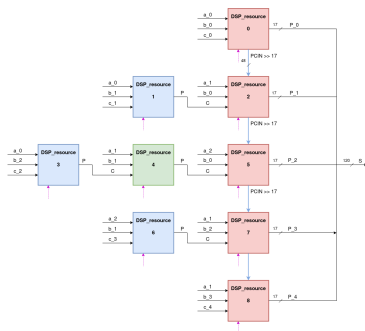 a_0
b_0
c_0
DSP_resource
0
17
P_0
48
PCIN >> 17
a_0
b_1
c_1
DSP_resource
1
P
a_1
b_0
C
DSP_resource
2
17
P_1
PCIN >> 17
a_0
b_2
c_2
DSP_resource
3
P
a_1
b_1
C
DSP_resource
4
P
a_2
b_0
C
DSP_resource
5
17
P_2
120
S
PCIN >> 17
a_2
b_1
c_3
DSP_resource
6
P
a_1
b_2
C
DSP_resource
7
17
P_3
a_1
b_3
c_4
DSP_resource
8
17
P_4